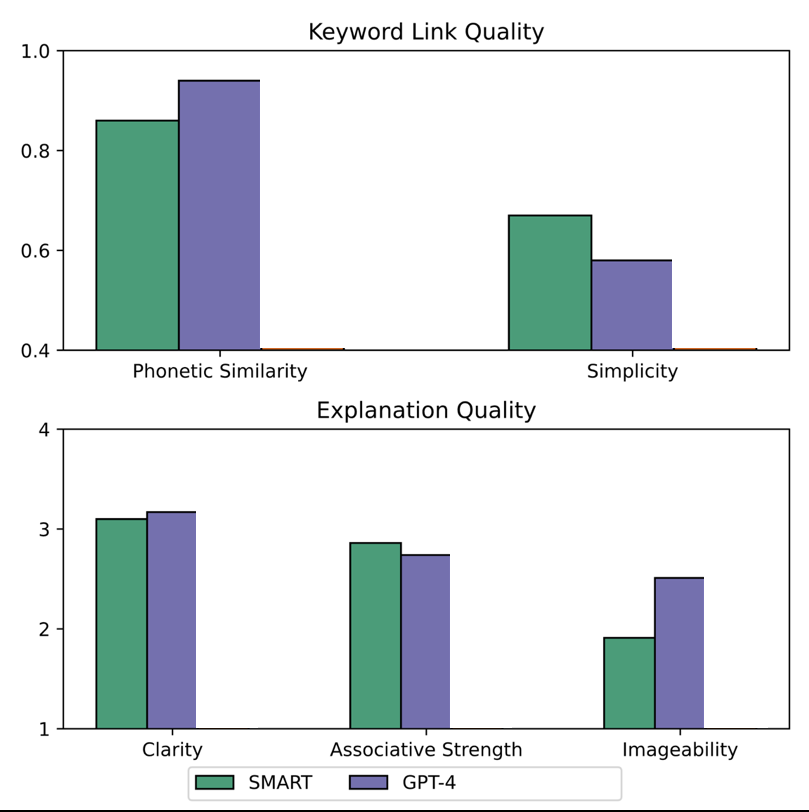 Keyword Link Quality
1.0
0.8
0.6
0.4
Phonetic Similarity Simplicity
Explanation Quality
4
3
2
1
Clarity Associative Strength Imageability
SMART GPT-4